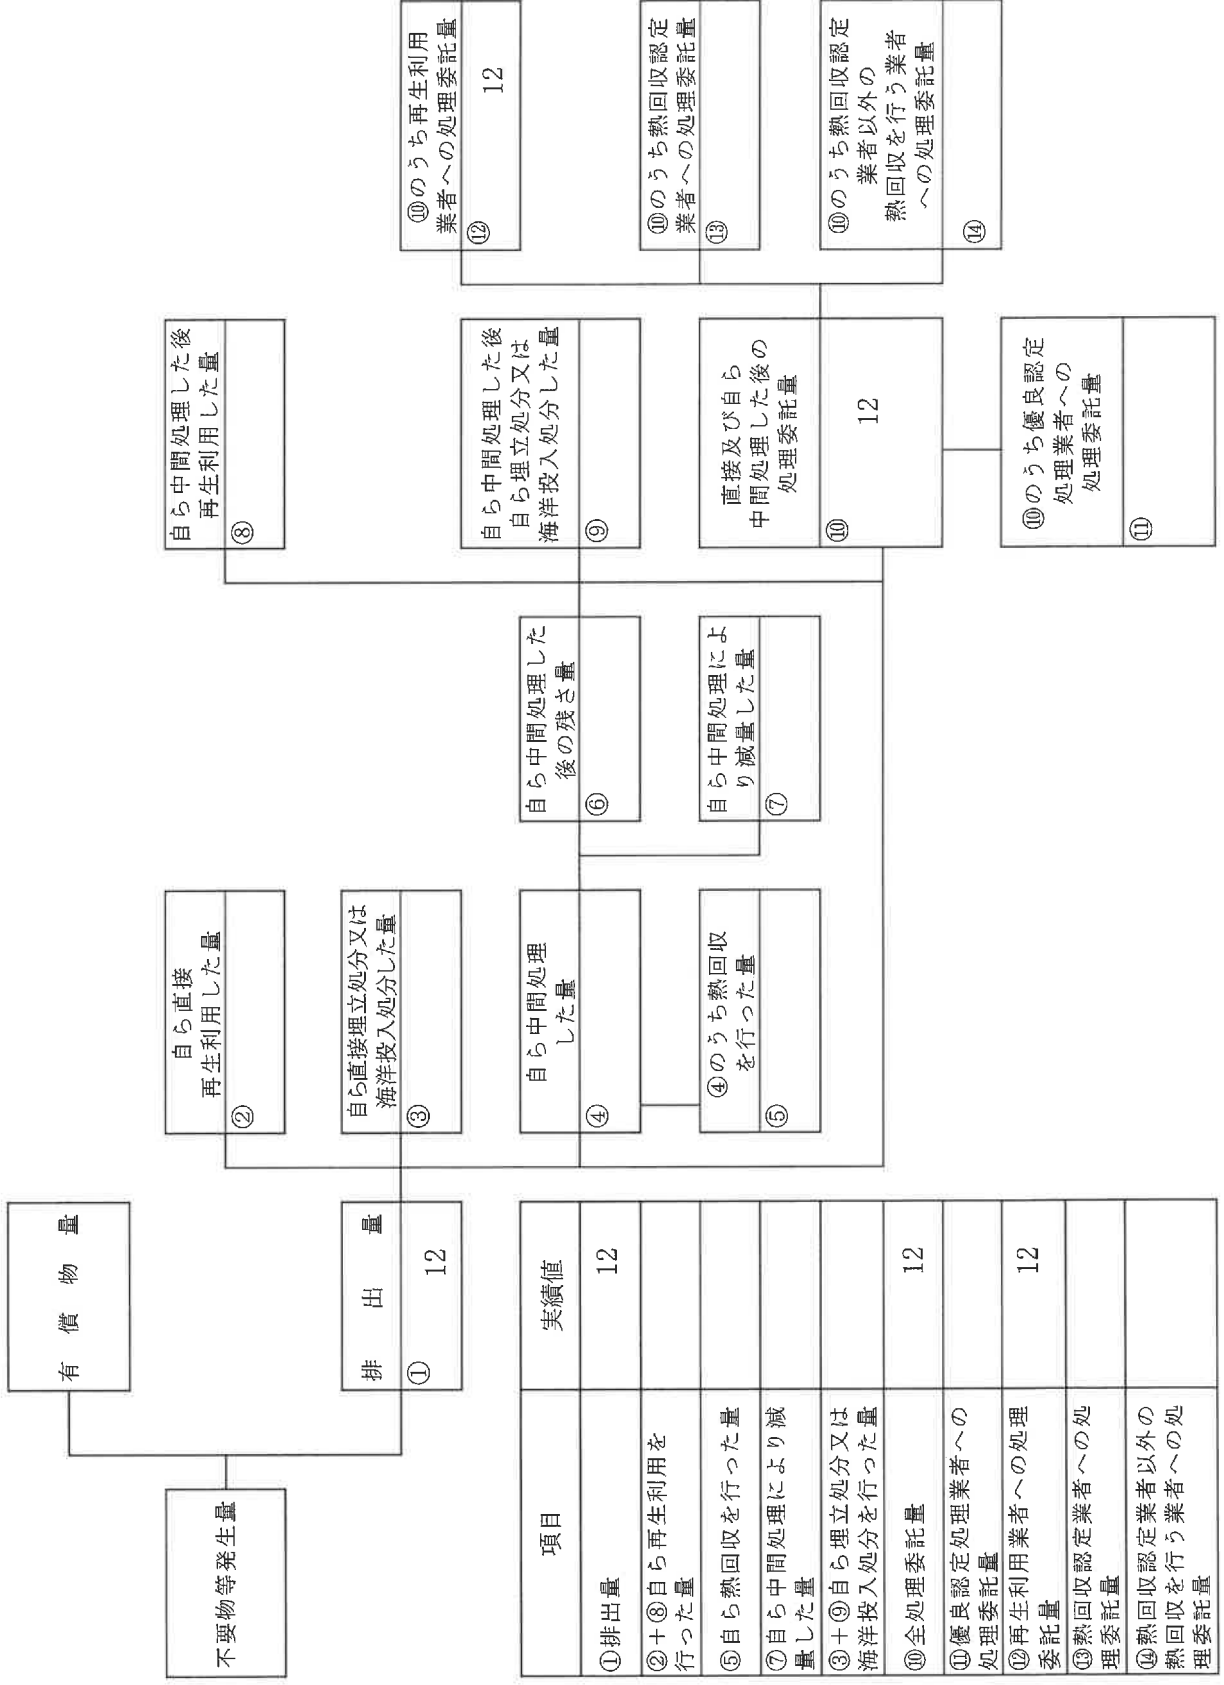 不要物等発生量
有償物量
排出量
①
12
自ら直接
再生利用した量
②
自ら直接埋立処分又は
海洋投入処分した量
③
自ら中間処理
した量
④
④のうち熱回収
を行った量
⑤
自ら中間処理した
後の残さ量
⑥
自ら中間処理によ
り減量した量
⑦
自ら中間処理した後
再生利用した量
⑧
自ら中間処理した後
自ら埋立処分又は
海洋投入処分した量
⑨
直接及び自ら
中間処理した後の
処理委託量
⑩
12
⑩のうち優良認定
処理業者への
処理委託量
⑪
⑩のうち再生利用
業者への処理委託量
⑫
12
⑩のうち熱回収認定
業者への処理委託量
⑬
⑩のうち熱回収認定
業者以外の
熱回収を行う業者
への処理委託量
⑭
項目
実績値
①排出量
12
②+⑧自ら再生利用を
行った量
⑤自ら熱回収を行った量
⑦自ら中間処理により減
量した量
③+⑨自ら埋立処分又は
海洋投入処分を行った量
⑩全処理委託量
12
⑪優良認定処理業者への
処理委託量
⑫再生利用業者への処理
委託量
12
⑬熱回収認定業者への処
理委託量
⑭熱回収認定業者以外の
熱回収を行う業者への処
理委託量